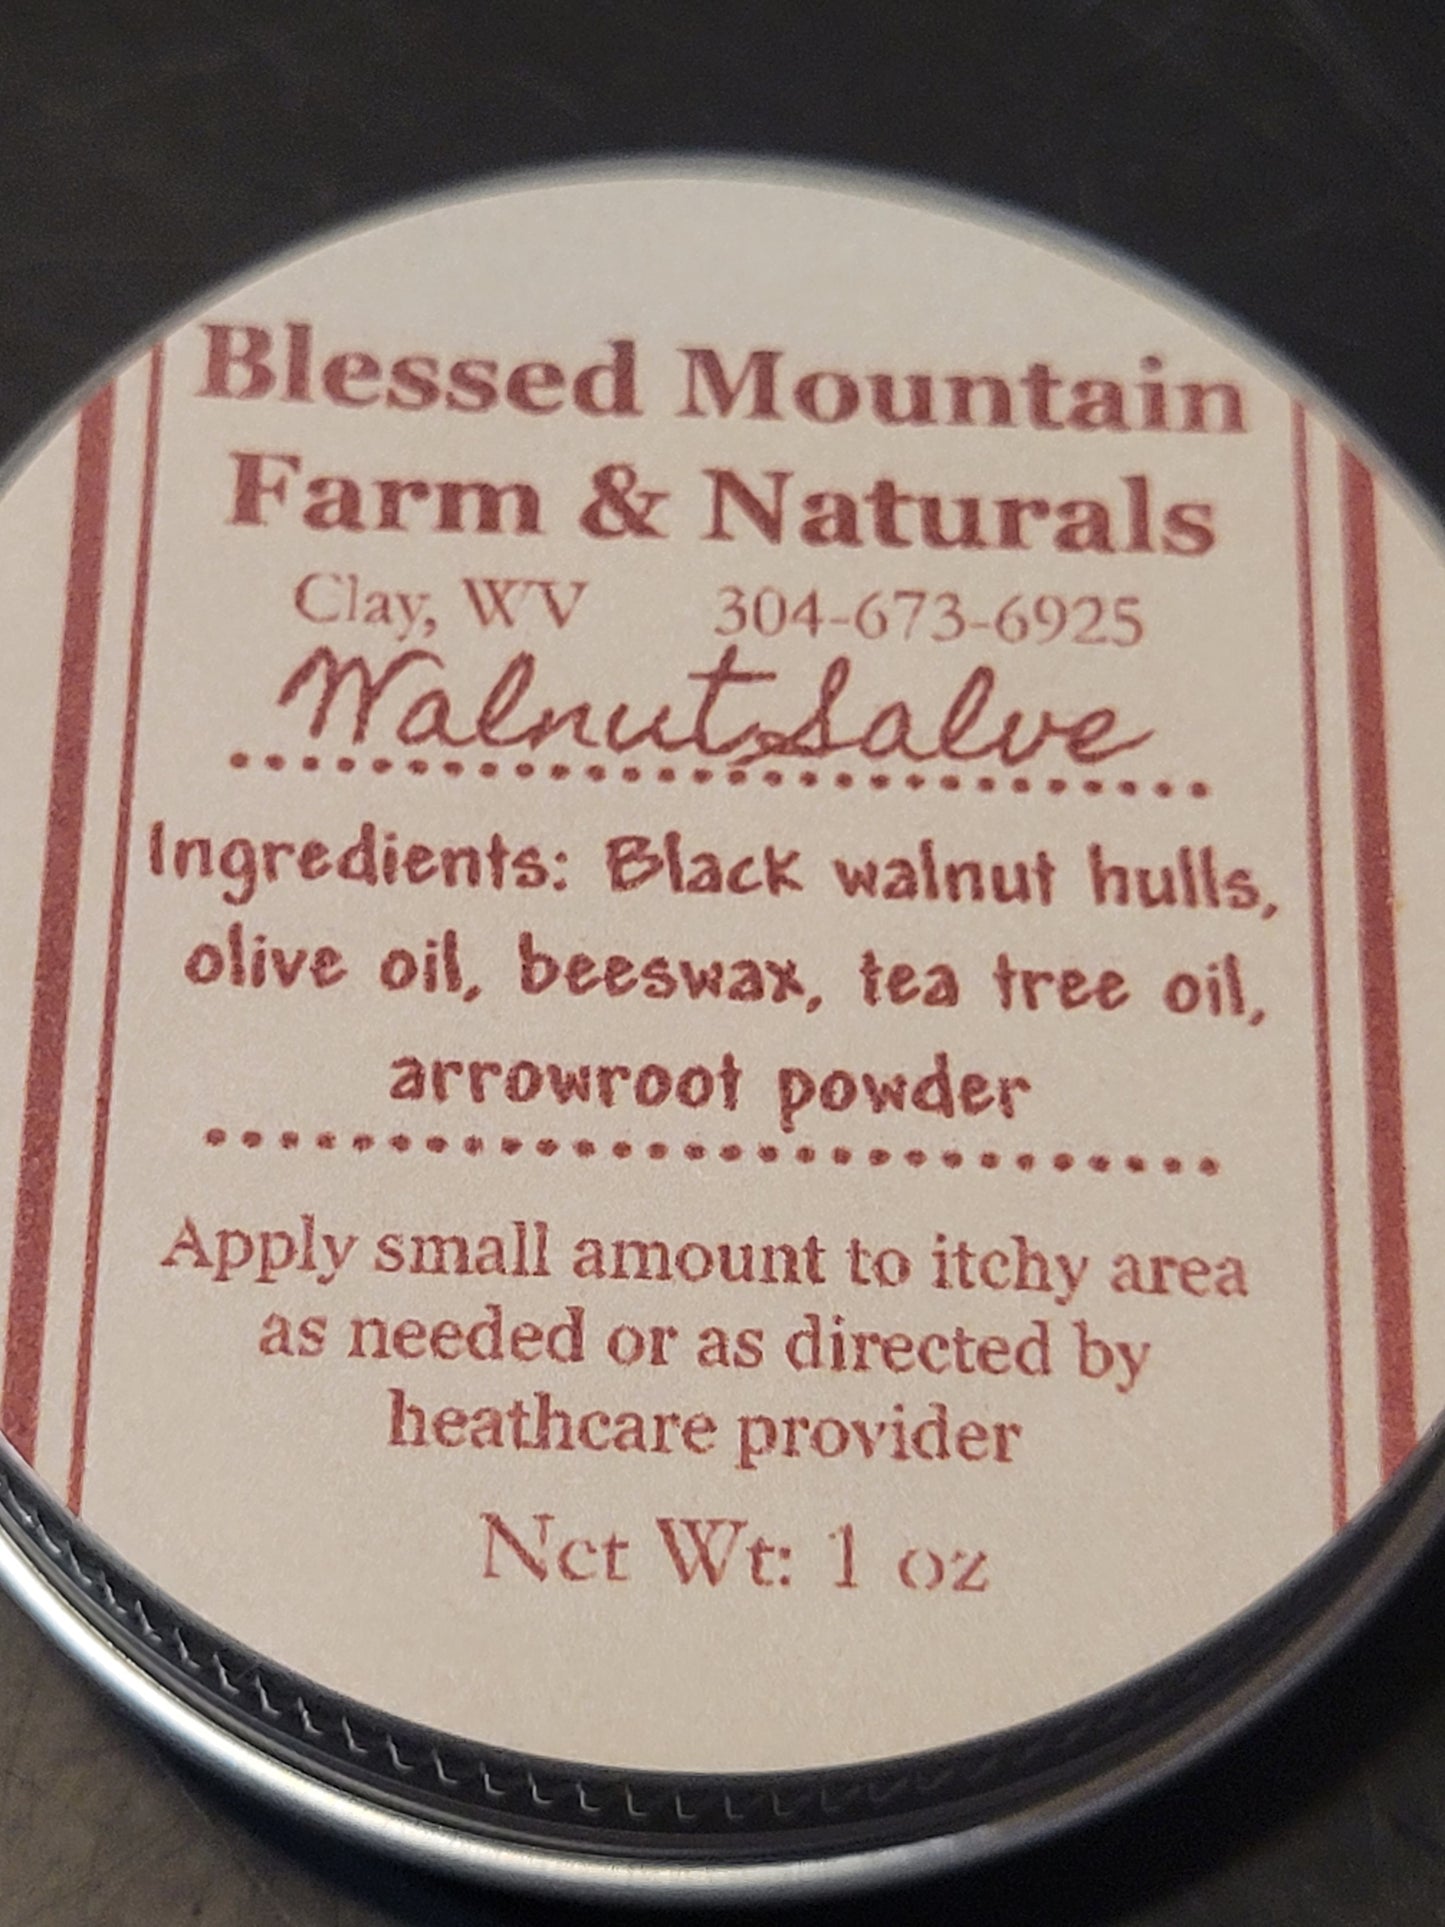 Blessed Mountain
Farm & Naturals
Clay, WV 304-673-6925
Walnut Salve
Ingredients: Black walnut hulls,
olive oil, beeswax, tea tree oil,
arrowroot powder
Apply small amount to itchy area
as needed or as directed by
heathcare provider
Net Wt: 1 oz